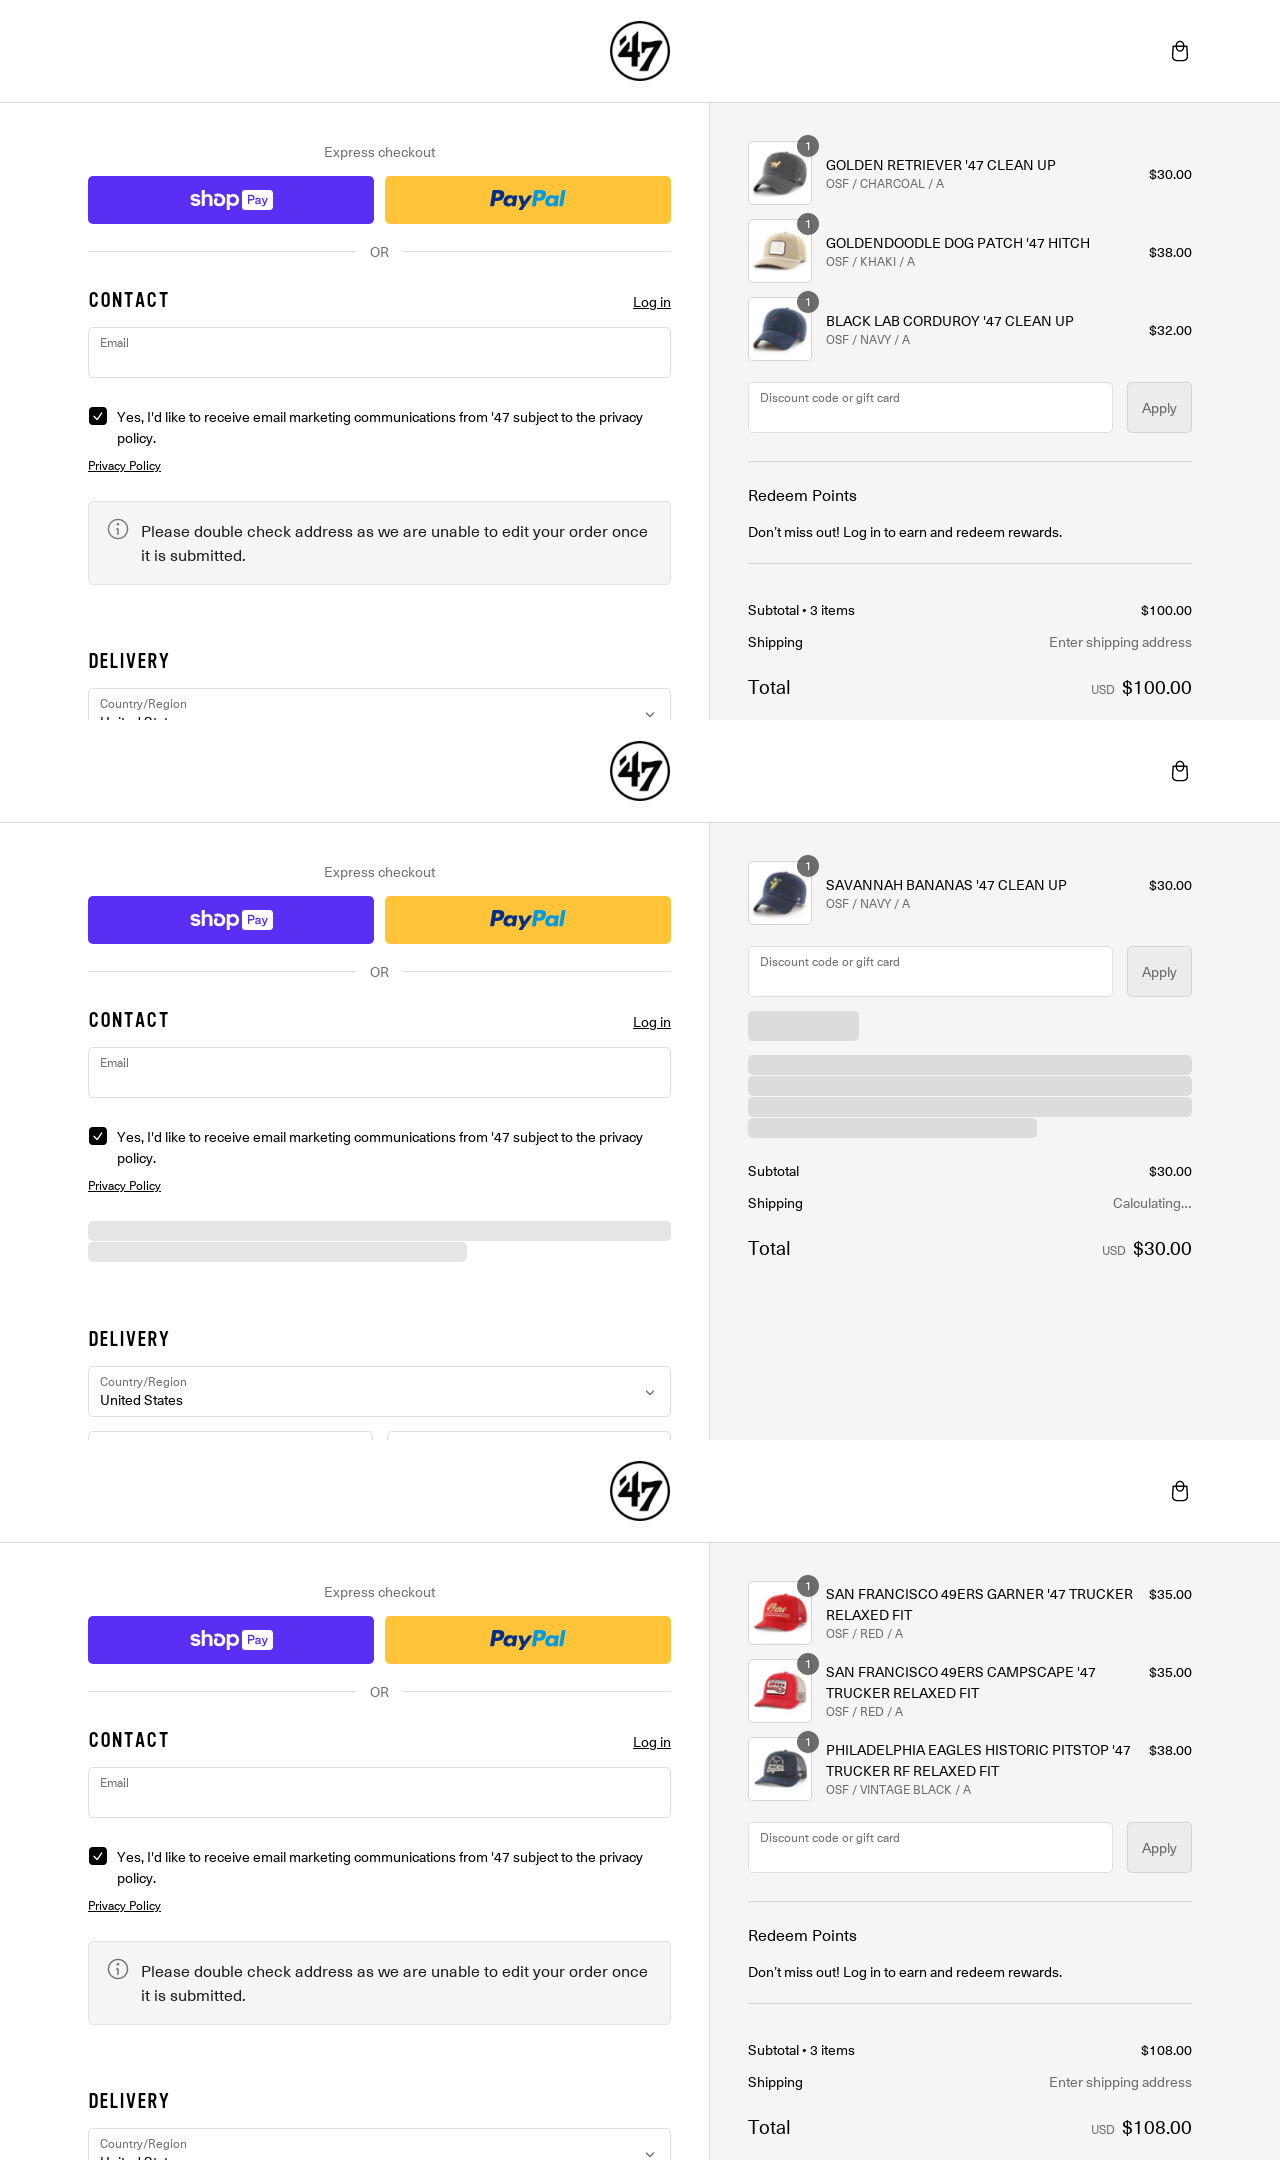 '47
Express checkout
shop Pay
PayPal
OR
CONTACT
Log in
Email
Yes, I'd like to receive email marketing communications from '47 subject to the privacy
policy.
Privacy Policy
Please double check address as we are unable to edit your order once
it is submitted.
DELIVERY
Country/Region
United States
1
GOLDEN RETRIEVER '47 CLEAN UP
OSF / CHARCOAL / A
$30.00
1
GOLDENDOODLE DOG PATCH '47 HITCH
OSF / KHAKI / A
$38.00
1
BLACK LAB CORDUROY '47 CLEAN UP
OSF / NAVY / A
$32.00
Discount code or gift card
Apply
Redeem Points
Don't miss out! Log in to earn and redeem rewards.
Subtotal • 3 items
$100.00
Shipping
Enter shipping address
Total
USD $100.00
'47
Express checkout
shop Pay
PayPal
OR
CONTACT
Log in
Email
Yes, I'd like to receive email marketing communications from '47 subject to the privacy
policy.
Privacy Policy
DELIVERY
Country/Region
United States
1
SAVANNAH BANANAS '47 CLEAN UP
OSF / NAVY / A
$30.00
Discount code or gift card
Apply
Subtotal
$30.00
Shipping
Calculating...
Total
USD $30.00
'47
Express checkout
shop Pay
PayPal
OR
CONTACT
Log in
Email
Yes, I'd like to receive email marketing communications from '47 subject to the privacy
policy.
Privacy Policy
Please double check address as we are unable to edit your order once
it is submitted.
DELIVERY
Country/Region
United States
1
SAN FRANCISCO 49ERS GARNER '47 TRUCKER
RELAXED FIT
OSF / RED / A
$35.00
1
SAN FRANCISCO 49ERS CAMPSCAPE '47
TRUCKER RELAXED FIT
OSF / RED / A
$35.00
1
PHILADELPHIA EAGLES HISTORIC PITSTOP '47
TRUCKER RF RELAXED FIT
OSF / VINTAGE BLACK / A
$38.00
Discount code or gift card
Apply
Redeem Points
Don't miss out! Log in to earn and redeem rewards.
Subtotal • 3 items
$108.00
Shipping
Enter shipping address
Total
USD $108.00